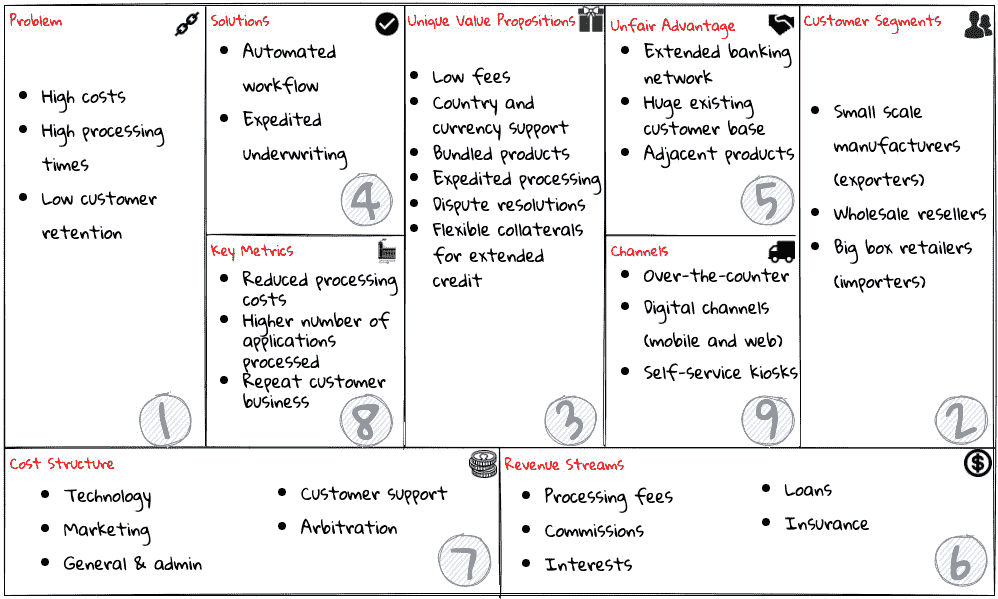 Problem
High costs
High processing
times
Low customer
retention
1
Solutions
Automated
workflow
Expedited
underwriting
4
Key Metrics
Reduced processing
costs
Higher number of
applications
processed
Repeat customer
business
8
Unique Value Propositions
Low fees
Country and
currency support
Bundled products
Expedited processing
Dispute resolutions
Flexible collaterals
for extended
credit
3
Unfair Advantage
Extended banking
network
Huge existing
customer base
Adjacent products
5
Channels
Over-the-counter
Digital channels
(mobile and web)
Self-service kiosks
9
Customer Segments
Small scale
manufacturers
(exporters)
Wholesale resellers
Big box retailers
(importers)
2
Cost Structure
Technology
Marketing
General & admin
Customer support
Arbitration
7
Revenue Streams
$
Processing fees
Commissions
Interests
Loans
Insurance
6